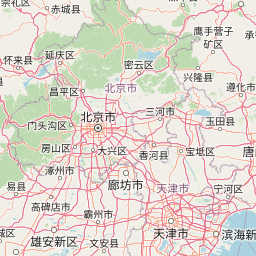 崇礼区
赤城县
鹰手营子
矿区
怀来县
延庆区
密云区
兴隆县
北京市
昌平区
遵化市
北京市
三河市
玉田县
门头沟区
唐
房山区
大兴区
香河县
宝坻区
涿州市
易县
廊坊市
天津市
宁河区
高碑店市
霸州市
雄安新区
文安县
天津市
滨海新